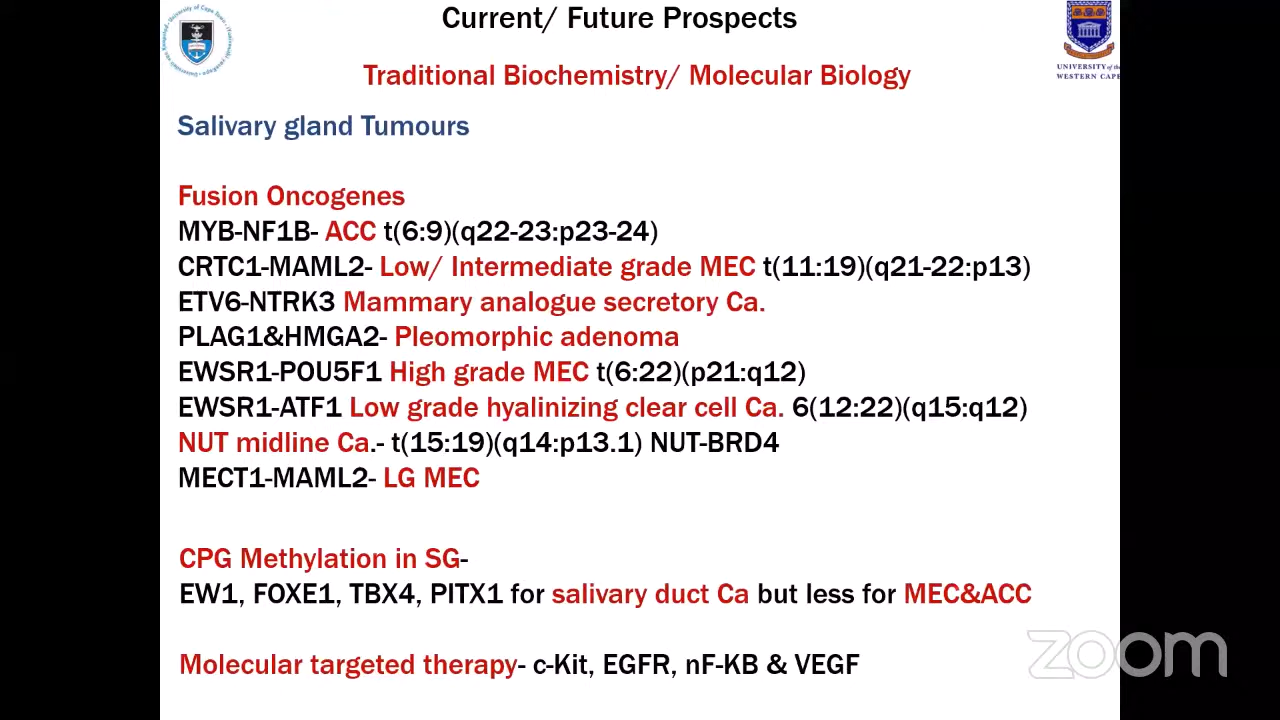 Current/ Future Prospects
UNIVERSITY of the
WESTERN CAPE
Traditional Biochemistry/ Molecular Biology
Salivary gland Tumours
Fusion Oncogenes
MYB-NF1B- ACC t(6:9)(q22-23:p23-24)
CRTC1-MAML2- Low/ Intermediate grade MEC t(11:19)(q21-22:p13)
ETV6-NTRK3 Mammary analogue secretory Ca.
PLAG1&HMGA2- Pleomorphic adenoma
EWSR1-POU5F1 High grade MEC t(6:22)(p21:q12)
EWSR1-ATF1 Low grade hyalinizing clear cell Ca. 6(12:22)(q15:q12)
NUT midline Ca.- t(15:19)(q14:p13.1) NUT-BRD4
MECT1-MAML2- LG MEC
CPG Methylation in SG-
EW1, FOXE1, TBX4, PITX1 for salivary duct Ca but less for MEC&ACC
Molecular targeted therapy- c-Kit, EGFR, nF-KB & VEGF
zoom